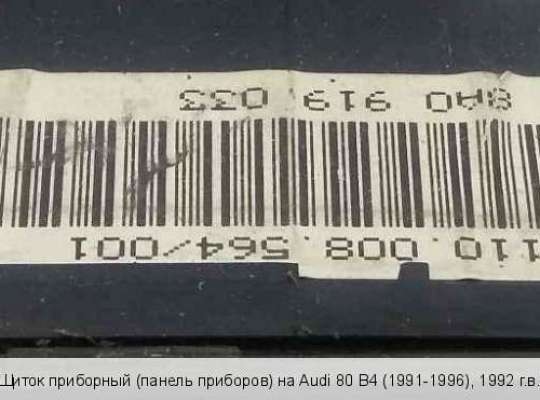 8A0 919 033
110.008.564/001
Щиток приборный (панель приборов) на Audi 80 B4 (1991-1996), 1992 г.в.